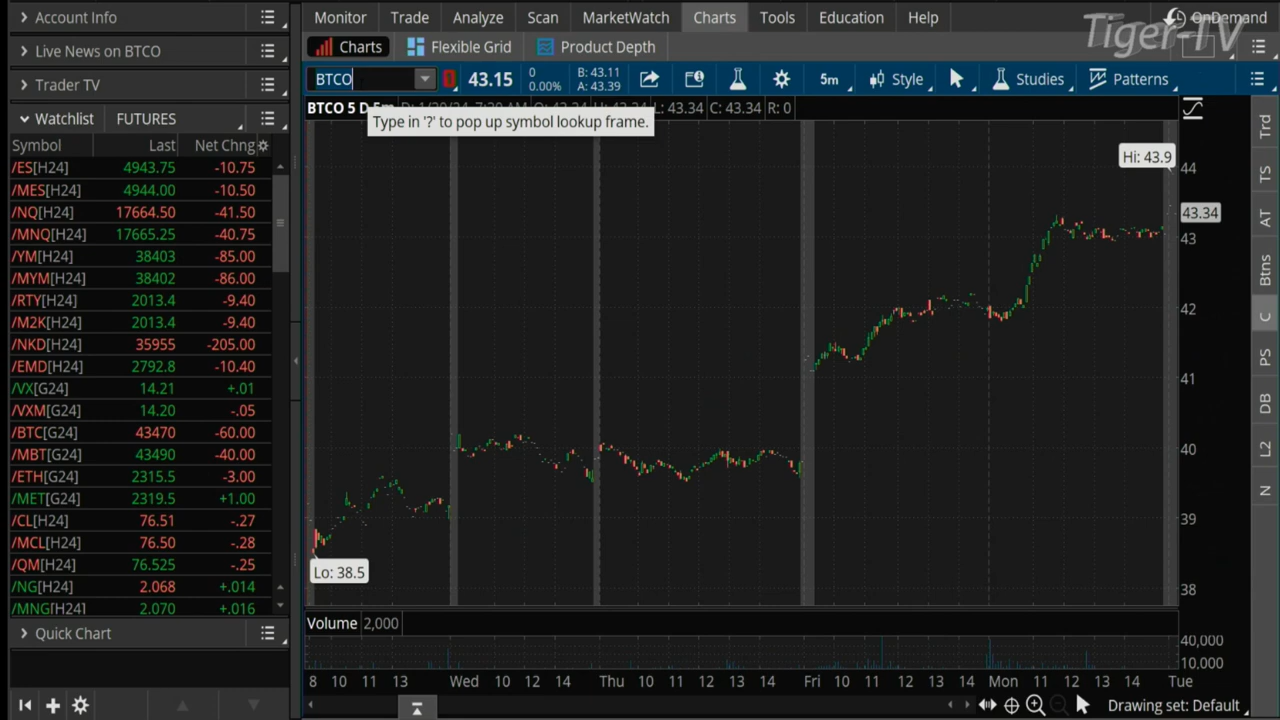 Account Info
Live News on BTCO
Trader TV
Watchlist FUTURES
Symbol Last Net Chng
/ES[H24] 4943.75 -10.75
/MES[H24] 4944.00 -10.50
/NQ[H24] 17664.50 -41.50
/MNQ[H24] 17665.25 -40.75
/YM[H24] 38403 -85.00
/MYM[H24] 38402 -86.00
/RTY[H24] 2013.4 -9.40
/M2K[H24] 2013.4 -9.40
/NKD[H24] 35955 -205.00
/EMD[H24] 2792.8 -10.40
/VX[G24] 14.21 +.01
/VXM[G24] 14.20 -.05
/BTC[G24] 43470 -60.00
/MBT[G24] 43490 -40.00
/ETH[G24] 2315.5 -3.00
/MET[G24] 2319.5 +1.00
/CL[H24] 76.51 -.27
/MCL[H24] 76.50 -.28
/QM[H24] 76.525 -.25
/NG[H24] 2.068 +.014
/MNG[H24] 2.070 +.016
Quick Chart
Monitor Trade Analyze Scan MarketWatch Charts Tools Education Help OnDemand
Tiger-TV
Charts Flexible Grid Product Depth
BTCO 43.15 0 0.00% B: 43.11 A: 43.39 5m Style Studies Patterns
BTCO 5 D 5m L: 43.34 C: 43.34 R: 0
Type in '?' to pop up symbol lookup frame.
Hi: 43.9
44
43.34
43
42
41
40
39
38
Lo: 38.5
Volume 2,000
40,000
10,000
8 10 11 13 Wed 10 11 12 14 Thu 10 11 12 14 Fri 10 11 12 13 14 Mon 11 12 13 14 Tue
Drawing set: Default
Trd
TS
AT
Btns
C
PS
DB
L2
N